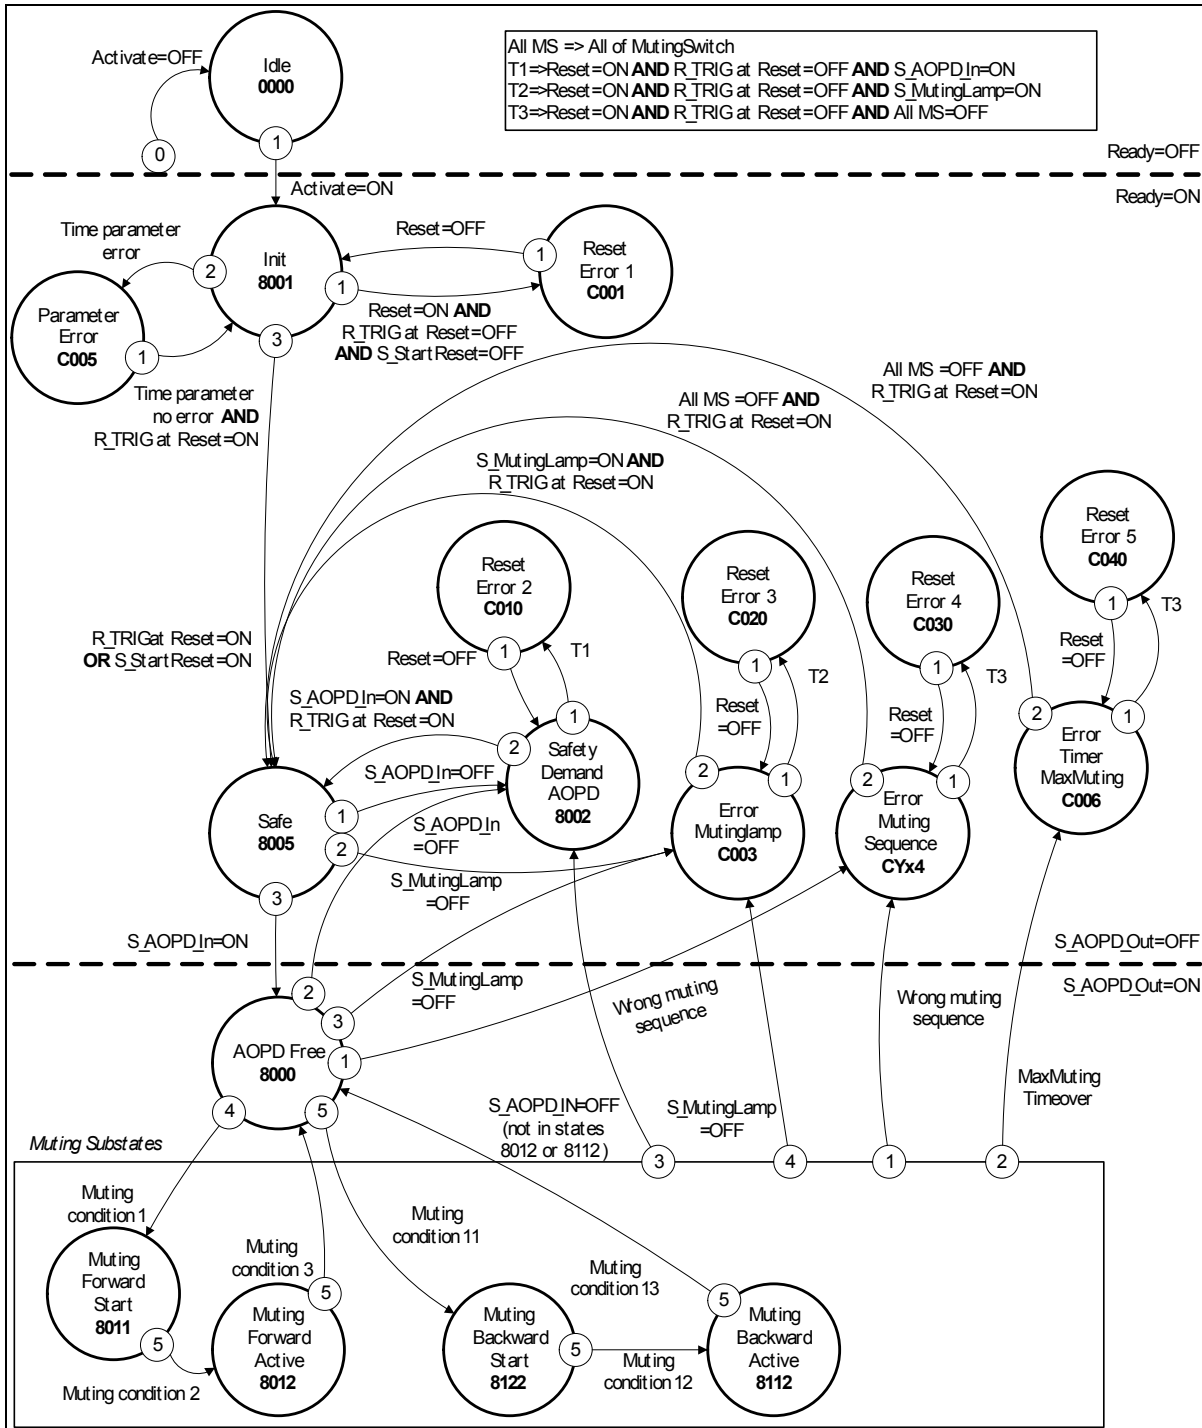 All MS => All of MutingSwitch
T1=>Reset=ON AND R_TRIG at Reset=OFF AND S_AOPD_In=ON
T2=>Reset=ON AND R_TRIG at Reset=OFF AND S_MutingLamp=ON
T3=>Reset=ON AND R_TRIG at Reset=OFF AND All MS=OFF
Activate=OFF
Idle
0000
1
0
Ready=OFF
Activate=ON
Ready=ON
Time parameter
error
Init
8001
2
1
3
Reset=OFF
1
Reset
Error 1
C001
Parameter
Error
C005
1
Reset=ON AND
R_TRIG at Reset=OFF
AND S_StartReset=OFF
Time parameter
no error AND
R_TRIG at Reset=ON
All MS =OFF AND
R_TRIG at Reset=ON
All MS =OFF AND
R_TRIG at Reset=ON
S_MutingLamp=ON AND
R_TRIG at Reset=ON
Reset
Error 2
C010
1
Reset
Error 3
C020
1
Reset
Error 4
C030
1
Reset
Error 5
C040
1
R_TRIGat Reset=ON
OR S_StartReset=ON
Reset=OFF
T1
T2
T3
T3
Reset
=OFF
Reset
=OFF
Reset
=OFF
S_AOPD_In=ON AND
R_TRIG at Reset=ON
2
1
Safety
Demand
AOPD
8002
2
1
Error
Mutinglamp
C003
2
1
Error
Muting
Sequence
CYx4
2
1
Error
Timer
MaxMuting
C006
Safe
8005
1
2
3
S_AOPD_In=OFF
S_AOPD_In
=OFF
S_MutingLamp
=OFF
S_AOPD_In=ON
S_AOPD_Out=OFF
S_AOPD_Out=ON
S_MutingLamp
=OFF
Wrong muting
sequence
Wrong muting
sequence
AOPD Free
8000
2
3
1
4
5
MaxMuting
Timeover
S_AOPD_IN=OFF
(not in states
8012 or 8112)
S_MutingLamp
=OFF
Muting Substates
3
4
1
2
Muting
condition 1
Muting
condition 3
Muting
condition 11
Muting
condition 13
Muting
Forward
Start
8011
5
Muting condition 2
Muting
Forward
Active
8012
5
Muting
Backward
Start
8122
5
Muting
condition 12
Muting
Backward
Active
8112
5